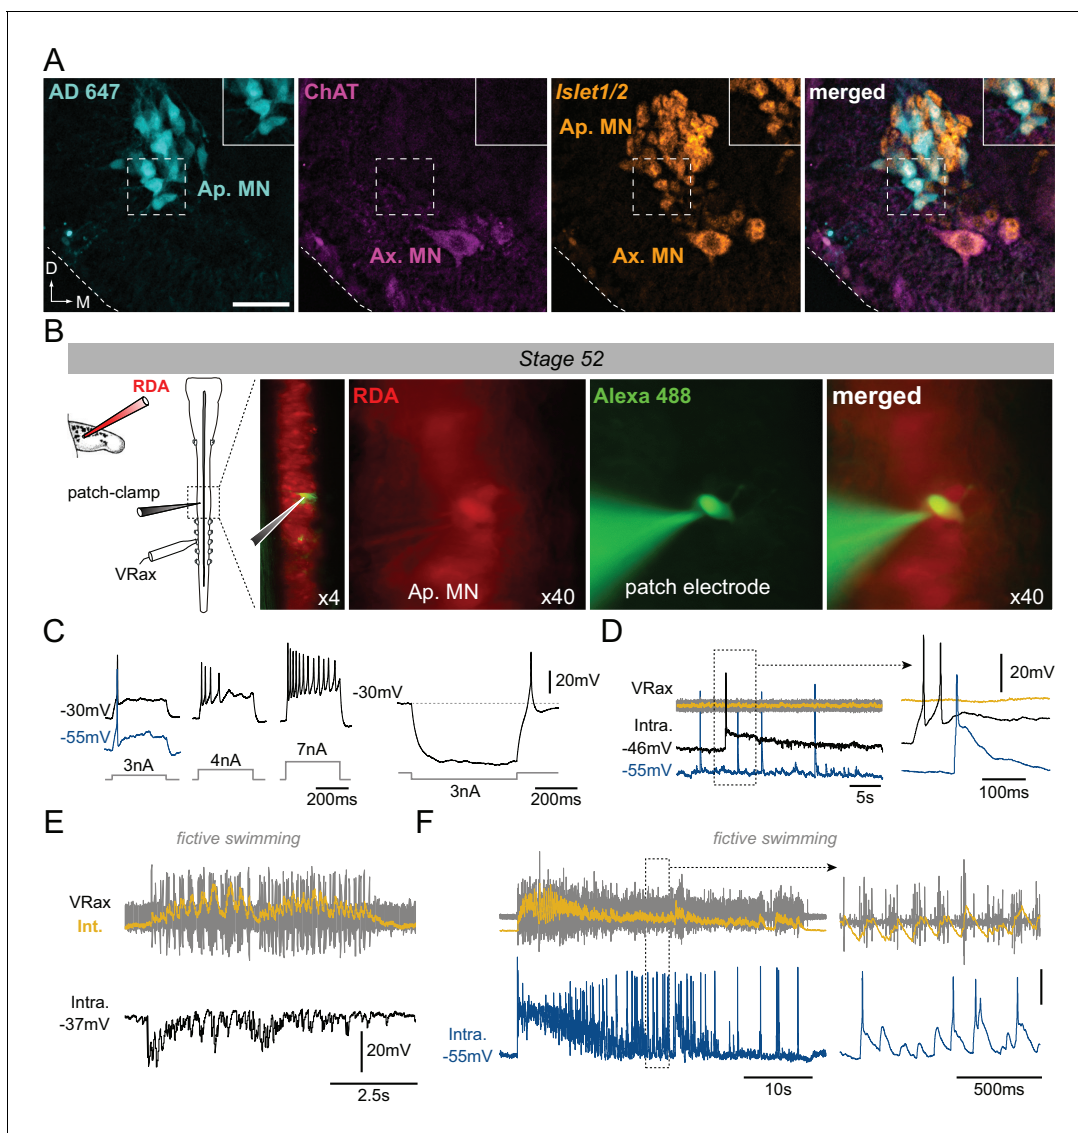 A
AD 647
Ap. MN
D
M
ChAT
Ax. MN
Islet1/2
Ap. MN
Ax. MN
merged
B
Stage 52
RDA
patch-clamp
VRax
x4
RDA
Ap. MN
x40
Alexa 488
patch electrode
merged
x40
C
-30mV
-55mV
3nA
4nA
7nA
200ms
-30mV
20mV
3nA
200ms
D
VRax
Intra.
-46mV
-55mV
5s
20mV
100ms
E
fictive swimming
VRax
Int.
Intra.
-37mV
20mV
2.5s
F
fictive swimming
Intra.
-55mV
10s
500ms